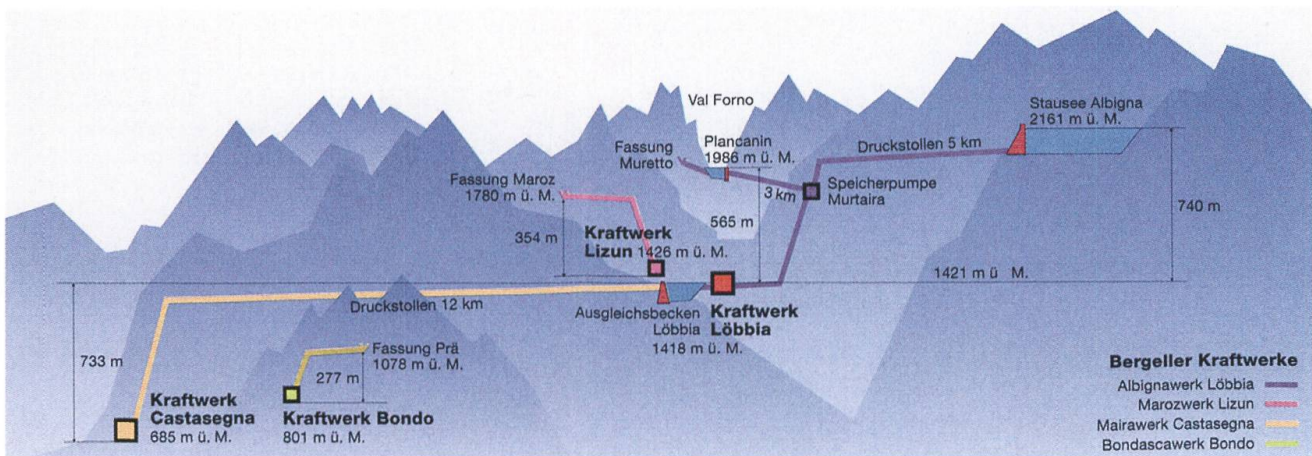 Val Forno
Stausee Albigna
2161 m ü. M.
Plancanin
1986 m ü. M.
Druckstollen 5 km
Fassung
Muretto
Fassung Maroz
1780 m ü. M.
3 km
Speicherpumpe
Murtaira
740 m
565 m
354 m
Kraftwerk
Lizun 1426 m ü. M.
1421 m ü M.
Druckstollen 12 km
Ausgleichsbecken
Löbbia
1418 m ü. M.
Kraftwerk
Löbbia
733 m
Fassung Prä
1078 m ü. M.
277 m
Kraftwerk
Castasegna
685 m ü. M.
Kraftwerk Bondo
801 m ü. M.
Bergeller Kraftwerke
Albignawerk Löbbia
Marozwerk Lizun
Mairawerk Castasegna
Bondascawerk Bondo